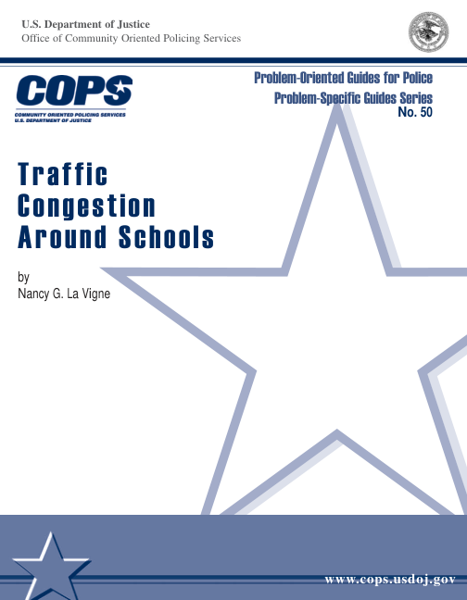 U.S. Department of Justice
Office of Community Oriented Policing Services
Problem-Oriented Guides for Police
Problem-Specific Guides Series
No. 50
COPS
COMMUNITY ORIENTED POLICING SERVICES
U.S. DEPARTMENT OF JUSTICE
Traffic
Congestion
Around Schools
by
Nancy G. La Vigne
www.cops.usdoj.gov